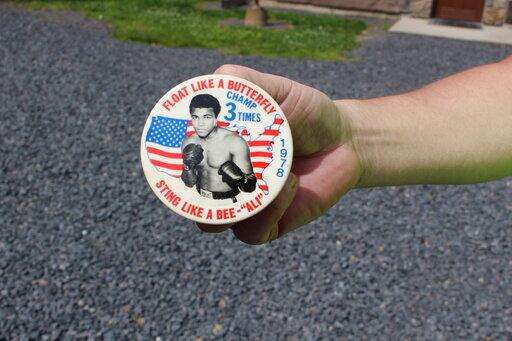 FLOAT LIKE A BUTTERFLY
CHAMP
3
TIMES
1978
STING LIKE A BEE-"ALI"